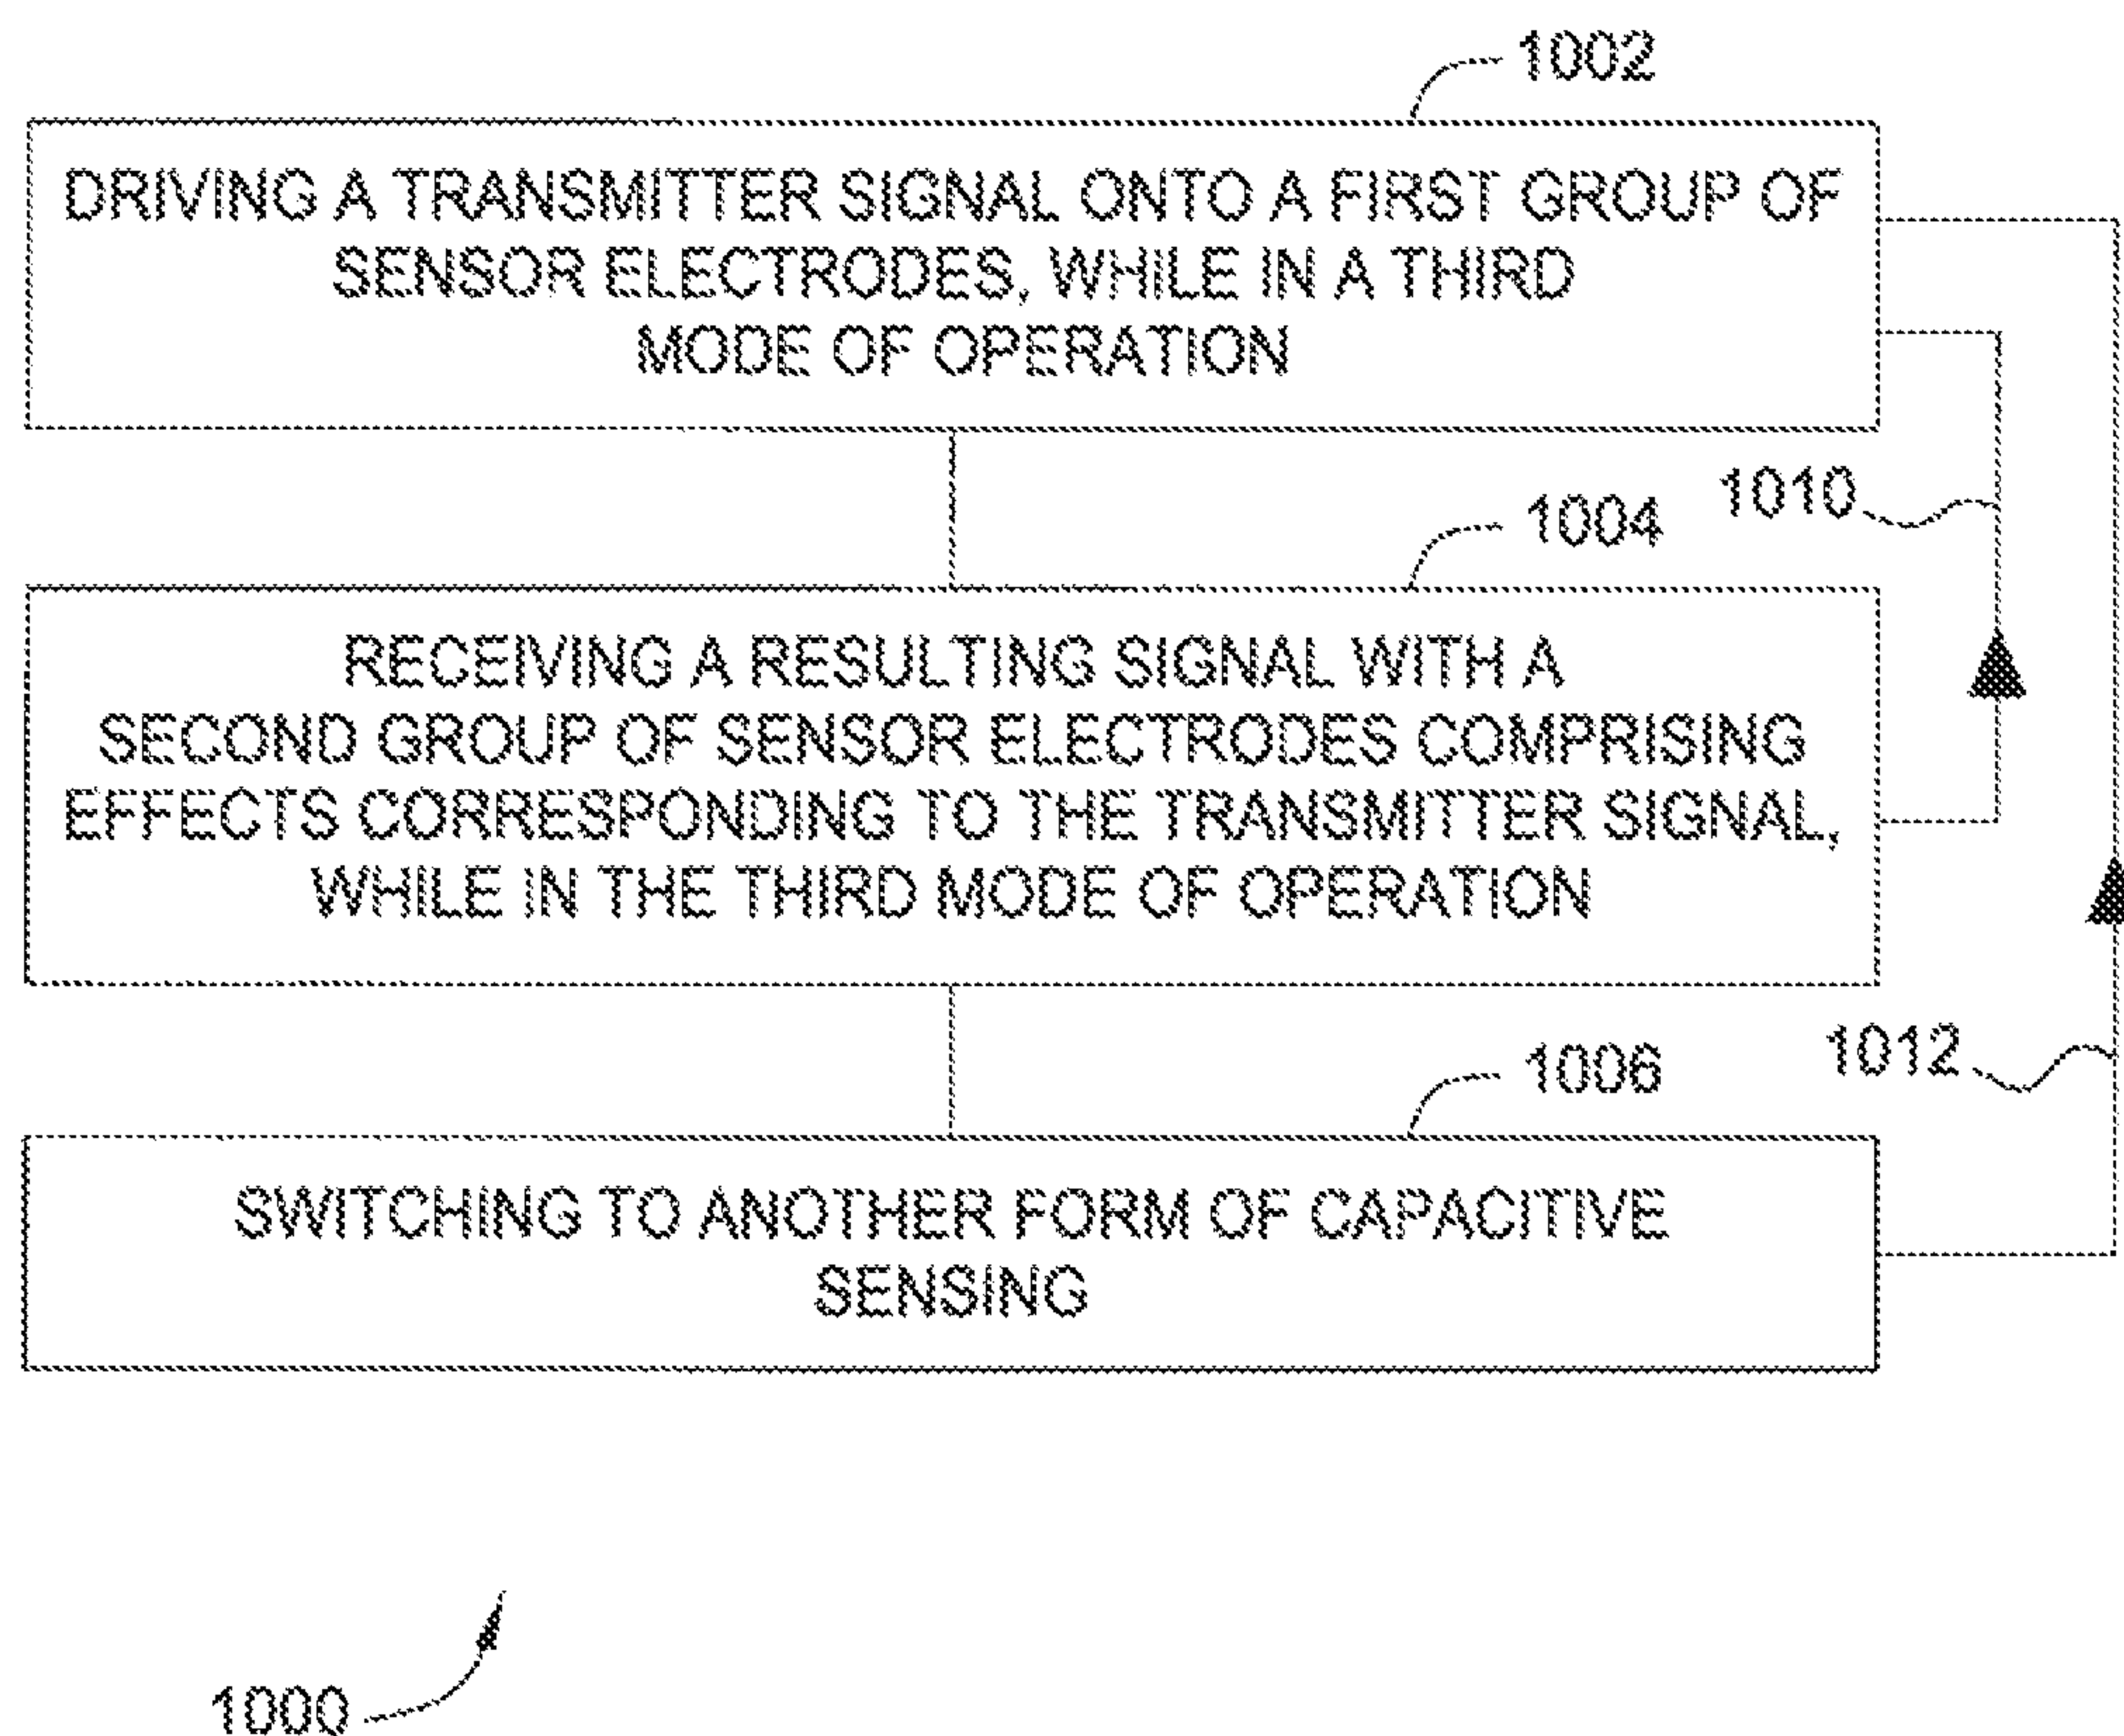 1002
DRIVING A TRANSMITTER SIGNAL ONTO A FIRST GROUP OF
SENSOR ELECTRODES, WHILE IN A THIRD
MODE OF OPERATION
1010
1004
RECEIVING A RESULTING SIGNAL WITH A
SECOND GROUP OF SENSOR ELECTRODES COMPRISING
EFFECTS CORRESPONDING TO THE TRANSMITTER SIGNAL,
WHILE IN THE THIRD MODE OF OPERATION
1012
1006
SWITCHING TO ANOTHER FORM OF CAPACITIVE
SENSING
1000